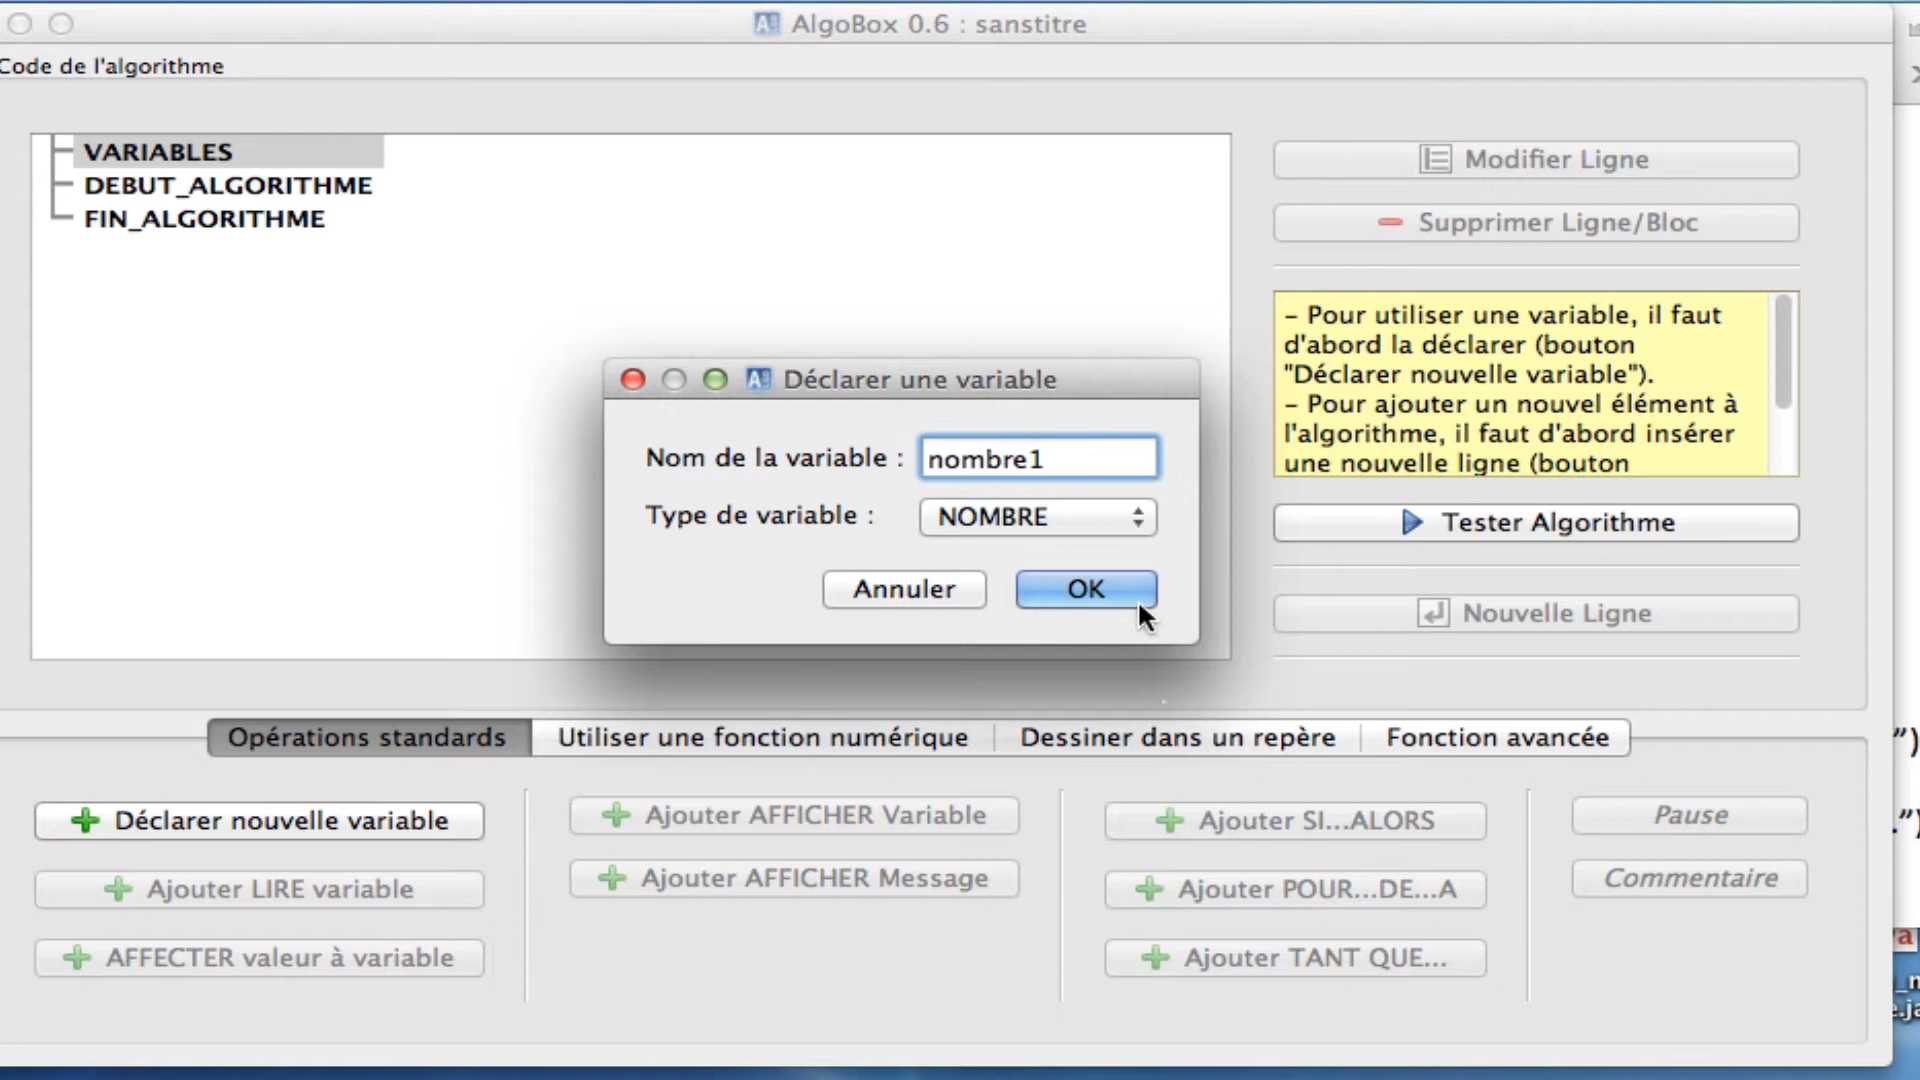 AlgoBox 0.6 : sanstitre
Code de l'algorithme
VARIABLES
DEBUT_ALGORITHME
FIN_ALGORITHME
Modifier Ligne
Supprimer Ligne/Bloc
- Pour utiliser une variable, il faut
d'abord la déclarer (bouton
"Déclarer nouvelle variable").
- Pour ajouter un nouvel élément à
l'algorithme, il faut d'abord insérer
une nouvelle ligne (bouton
Déclarer une variable
Nom de la variable : nombre1
Type de variable : NOMBRE
Annuler OK
Tester Algorithme
Nouvelle Ligne
Opérations standards Utiliser une fonction numérique Dessiner dans un repère Fonction avancée
Déclarer nouvelle variable
Ajouter LIRE variable
AFFECTER valeur à variable
Ajouter AFFICHER Variable
Ajouter AFFICHER Message
Ajouter SI...ALORS
Ajouter POUR...DE...A
Ajouter TANT QUE...
Pause
Commentaire
")
.")